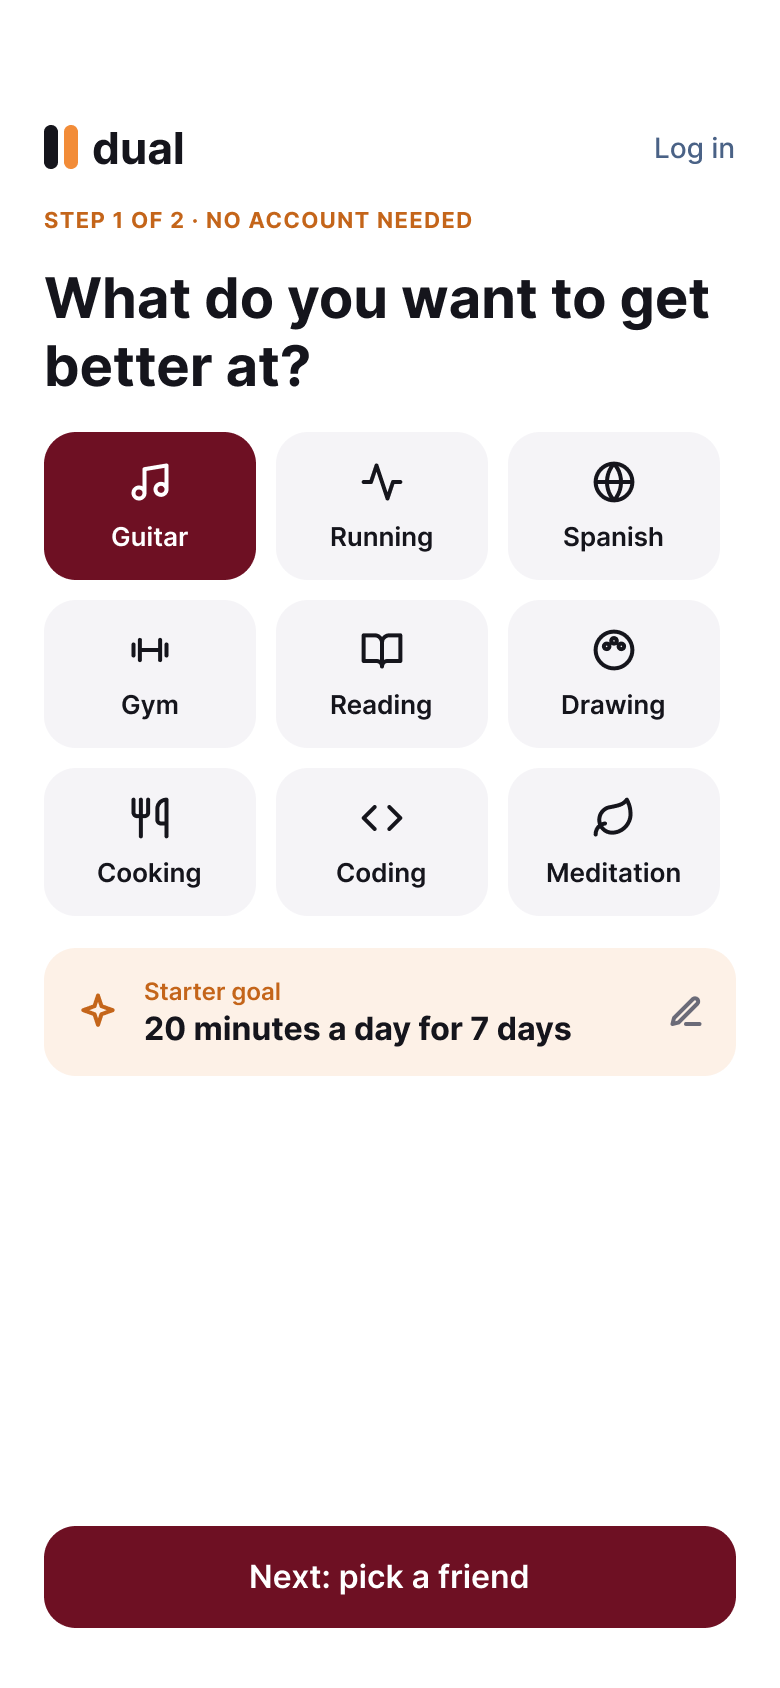 dual
Log in
STEP 1 OF 2 · NO ACCOUNT NEEDED
What do you want to get
better at?
Guitar
Running
Spanish
Gym
Reading
Drawing
Cooking
Coding
Meditation
Starter goal
20 minutes a day for 7 days
Next: pick a friend